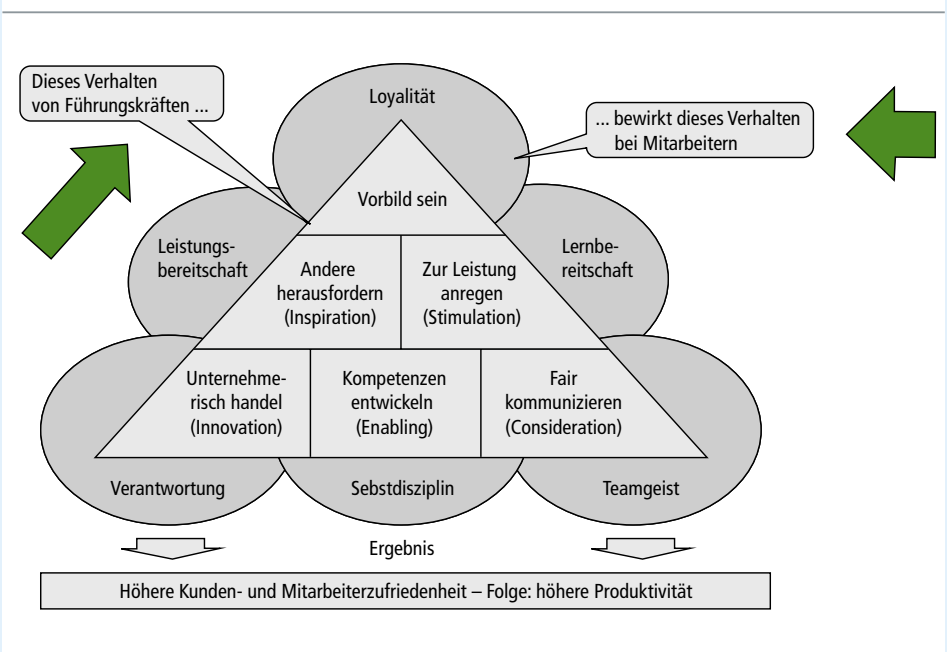 Dieses Verhalten
von Führungskräften ...
Loyalität
... bewirkt dieses Verhalten
bei Mitarbeitern
Vorbild sein
Leistungs-
bereitschaft
Andere
herausfordern
(Inspiration)
Zur Leistung
anregen
(Stimulation)
Lernbe-
reitschaft
Unternehme-
risch handel
(Innovation)
Kompetenzen
entwickeln
(Enabling)
Fair
kommunizieren
(Consideration)
Verantwortung
Sebstdisziplin
Teamgeist
Ergebnis
Höhere Kunden- und Mitarbeiterzufriedenheit – Folge: höhere Produktivität